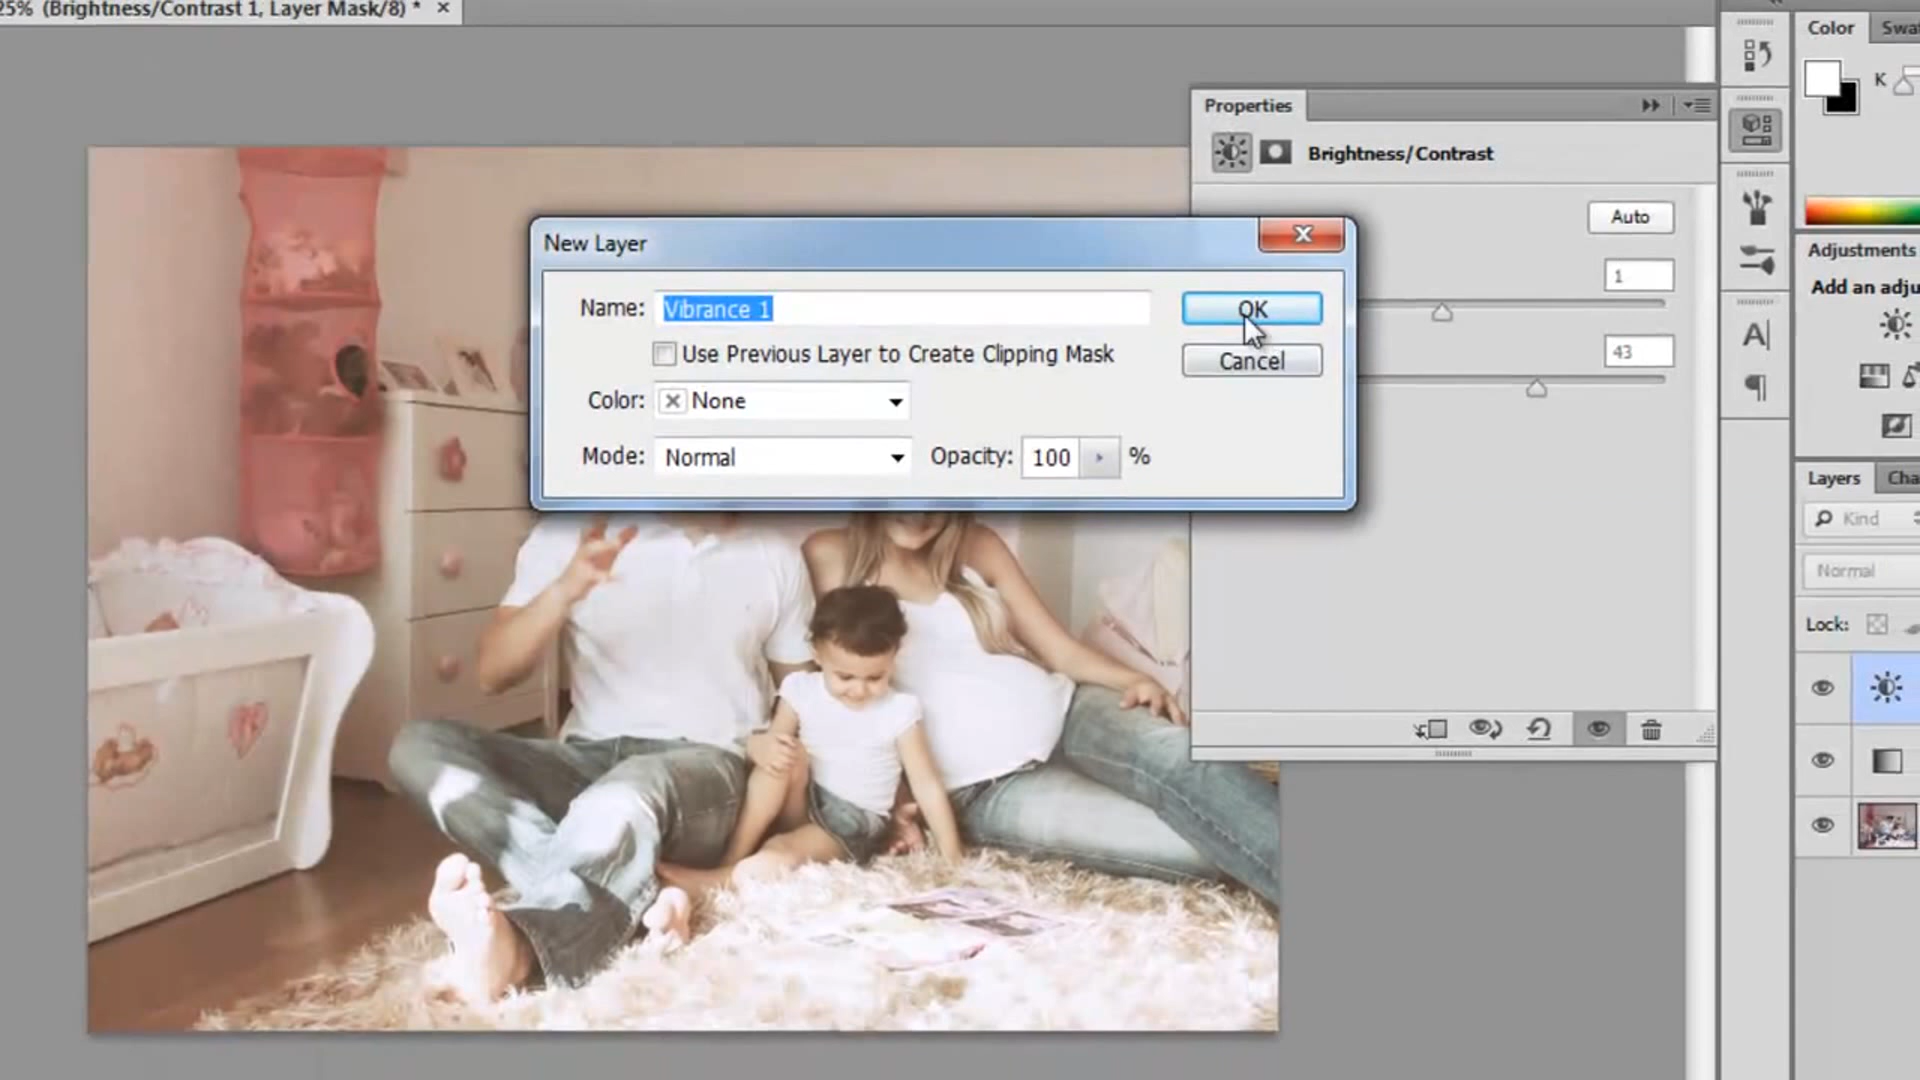 25% (Brightness/Contrast 1, Layer Mask/8) * ×
Color
K
Properties
Brightness/Contrast
Auto
1
43
New Layer
Name: Vibrance 1
OK
Use Previous Layer to Create Clipping Mask
Cancel
Color: None
Mode: Normal Opacity: 100 %
Adjustments
Add an adju
A
Layers
Kind
Normal
Lock: